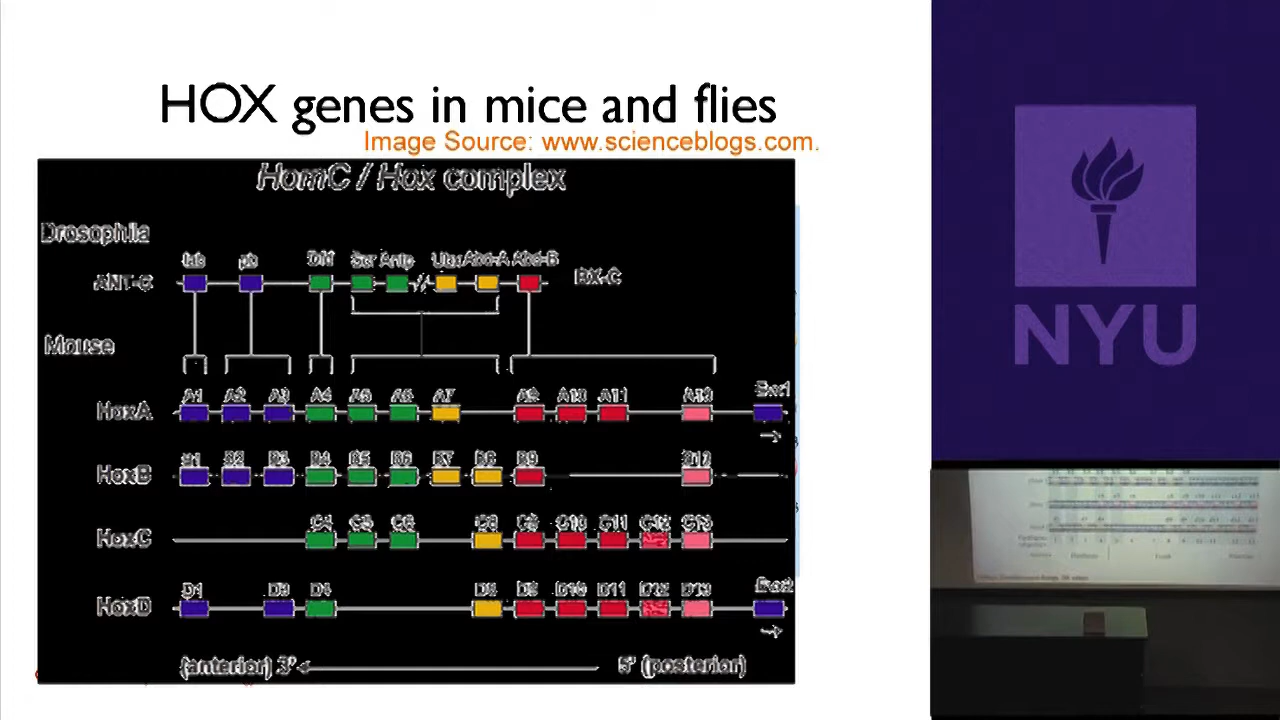 HOX genes in mice and flies
Image Source: www.scienceblogs.com.
HomC / Hox complex
Drosophila
lab pb Dfd Scr Antp Ubx Abd-A Abd-B
ANT-C BX-C
Mouse
A1 A2 A3 A4 A5 A6 A7 A9 A10 A11 A13 Evx1
HoxA
B1 B2 B3 B4 B5 B6 B7 B8 B9 B13
HoxB
C4 C5 C6 C8 C9 C10 C11 C12 C13
HoxC
D1 D3 D4 D8 D9 D10 D11 D12 D13 Evx2
HoxD
(anterior) 3' 5' (posterior)
NYU